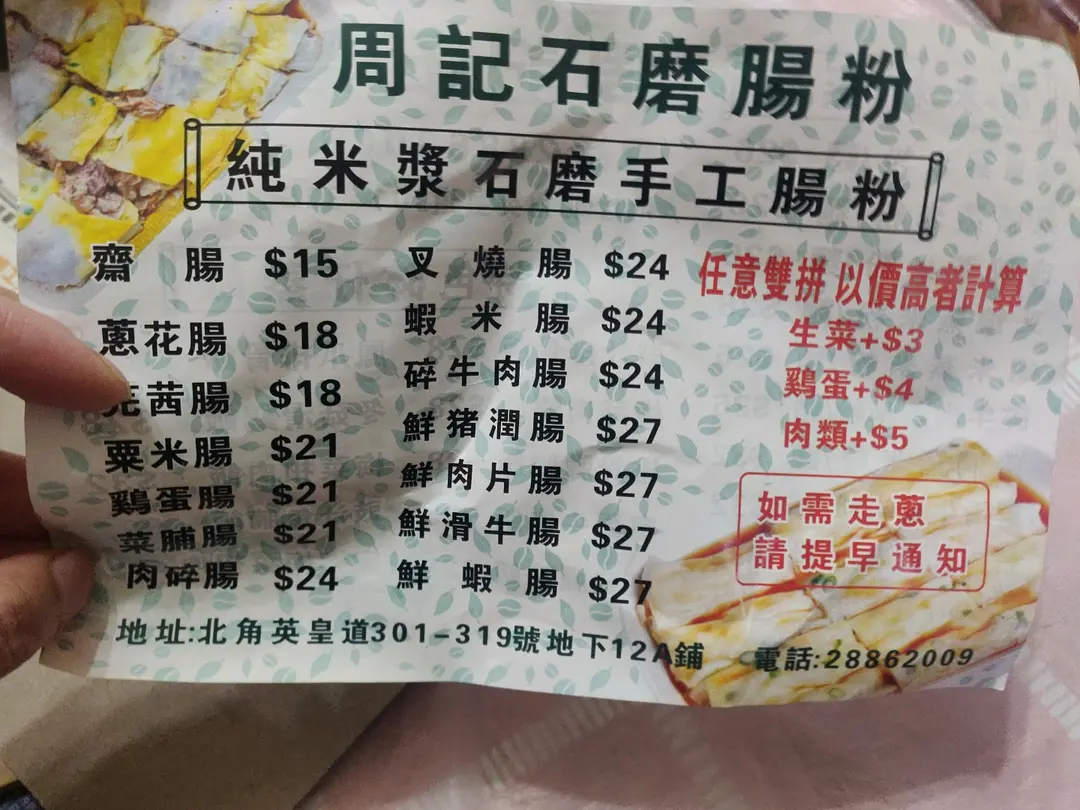 周記石磨腸粉
純米漿石磨手工腸粉
齋腸 $15
蔥花腸 $18
芫茜腸 $18
粟米腸 $21
鷄蛋腸 $21
菜脯腸 $21
肉碎腸 $24
叉燒腸 $24
蝦米腸 $24
碎牛肉腸 $24
鮮猪潤腸 $27
鮮肉片腸 $27
鮮滑牛腸 $27
鮮蝦腸 $27
任意雙拼 以價高者計算
生菜+$3
鷄蛋+$4
肉類+$5
如需走蔥
請提早通知
地址:北角英皇道301-319號地下12A鋪
電話:28862009